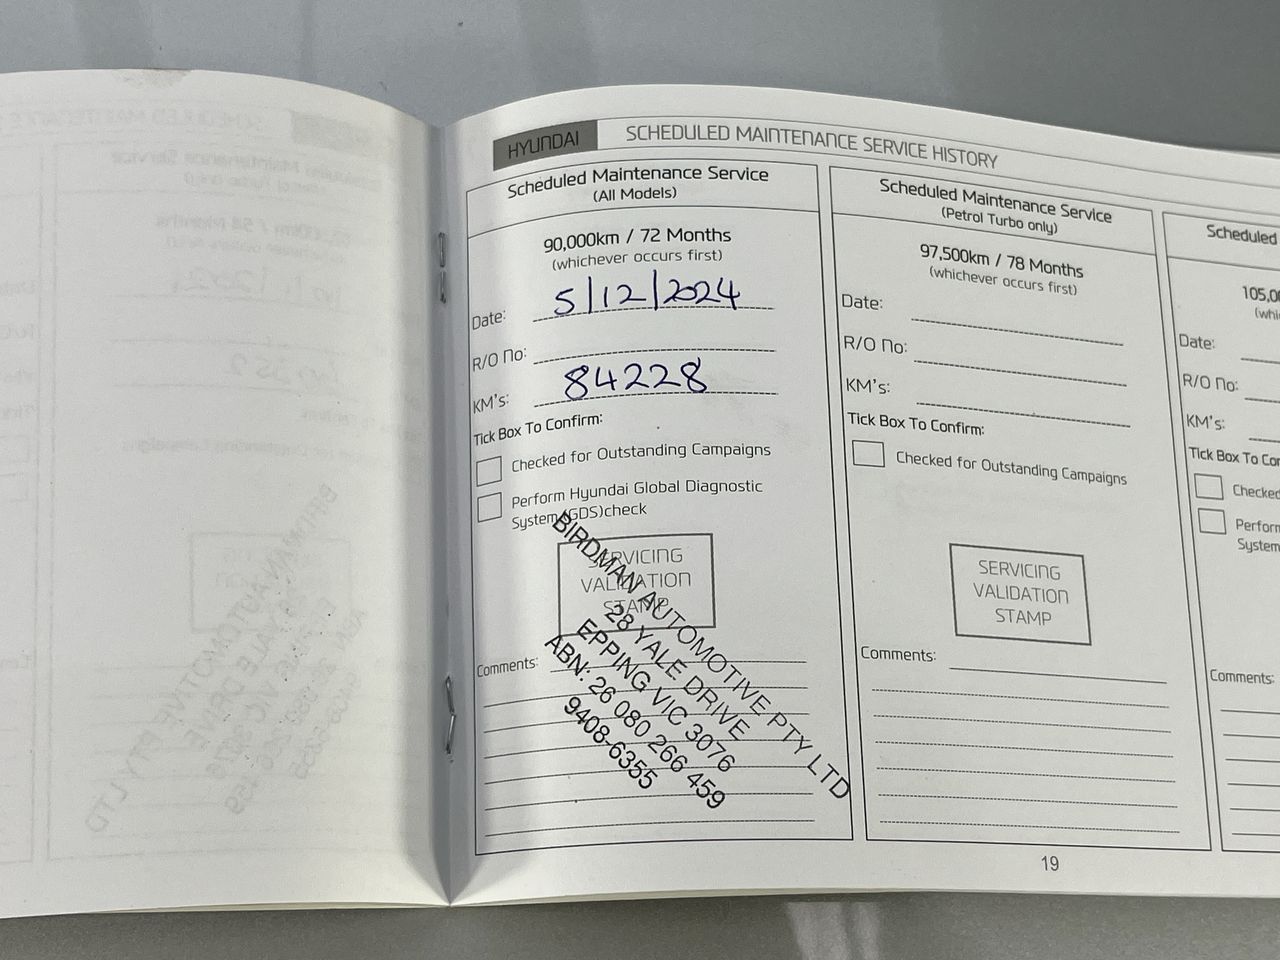 HYUNDAI
SCHEDULED MAINTENANCE SERVICE HISTORY
Scheduled Maintenance Service
(All Models)
90,000km / 72 Months
(whichever occurs first)
Date: 5/12/2024
R/O No:
KM's: 84228
Tick Box To Confirm:
Checked for Outstanding Campaigns
Perform Hyundai Global Diagnostic
System (GDS)check
SERVICING
VALIDATION
STAMP
Comments:
BIRDMAN AUTOMOTIVE PTY LTD
28 YALE DRIVE
EPPING VIC 3076
ABN: 26 080 266 459
9408-6355
Scheduled Maintenance Service
(Petrol Turbo only)
97,500km / 78 Months
(whichever occurs first)
Date:
R/O No:
KM's:
Tick Box To Confirm:
Checked for Outstanding Campaigns
SERVICING
VALIDATION
STAMP
Comments:
Scheduled
Date:
R/O No:
KM's:
Tick Box To
Comments:
19